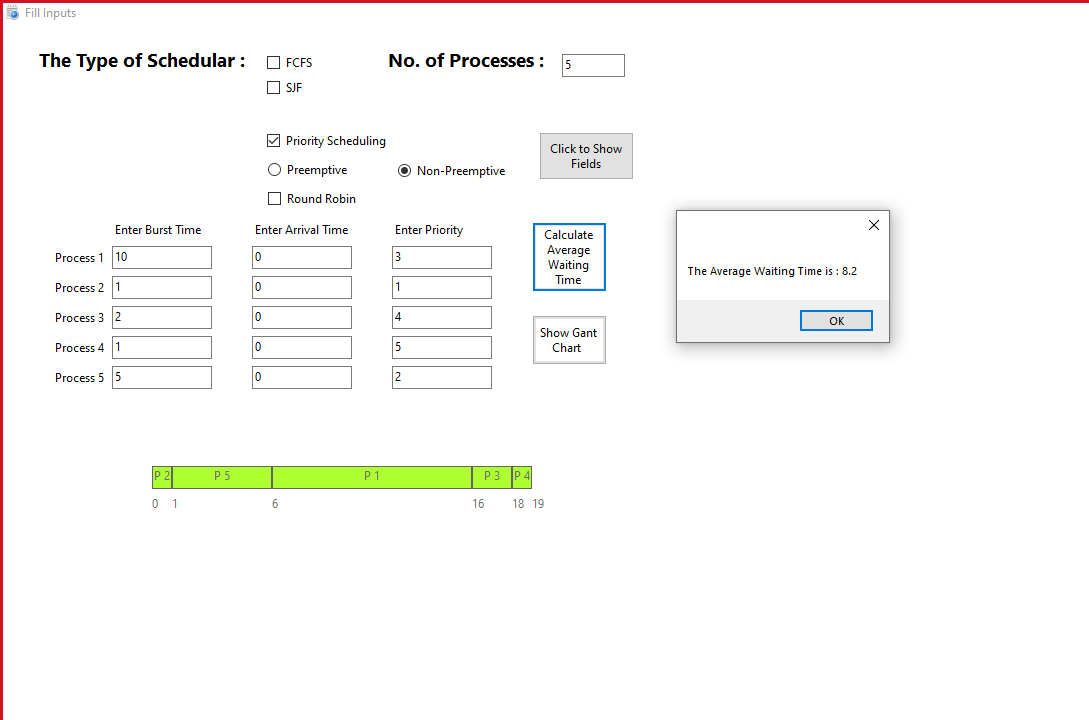 Fill Inputs
The Type of Schedular :
FCFS
No. of Processes :
5
SJF
Priority Scheduling
Click to Show
Fields
Preemptive
Non-Preemptive
Round Robin
Enter Burst Time
Enter Arrival Time
Enter Priority
Calculate
Average
Waiting
Time
Process 1
10
0
3
Process 2
1
0
1
Process 3
2
0
4
Process 4
1
0
5
Process 5
5
0
2
Show Gant
Chart
The Average Waiting Time is : 8.2
OK
P 2 P 5 P 1 P 3 P 4
0 1 6 16 18 19